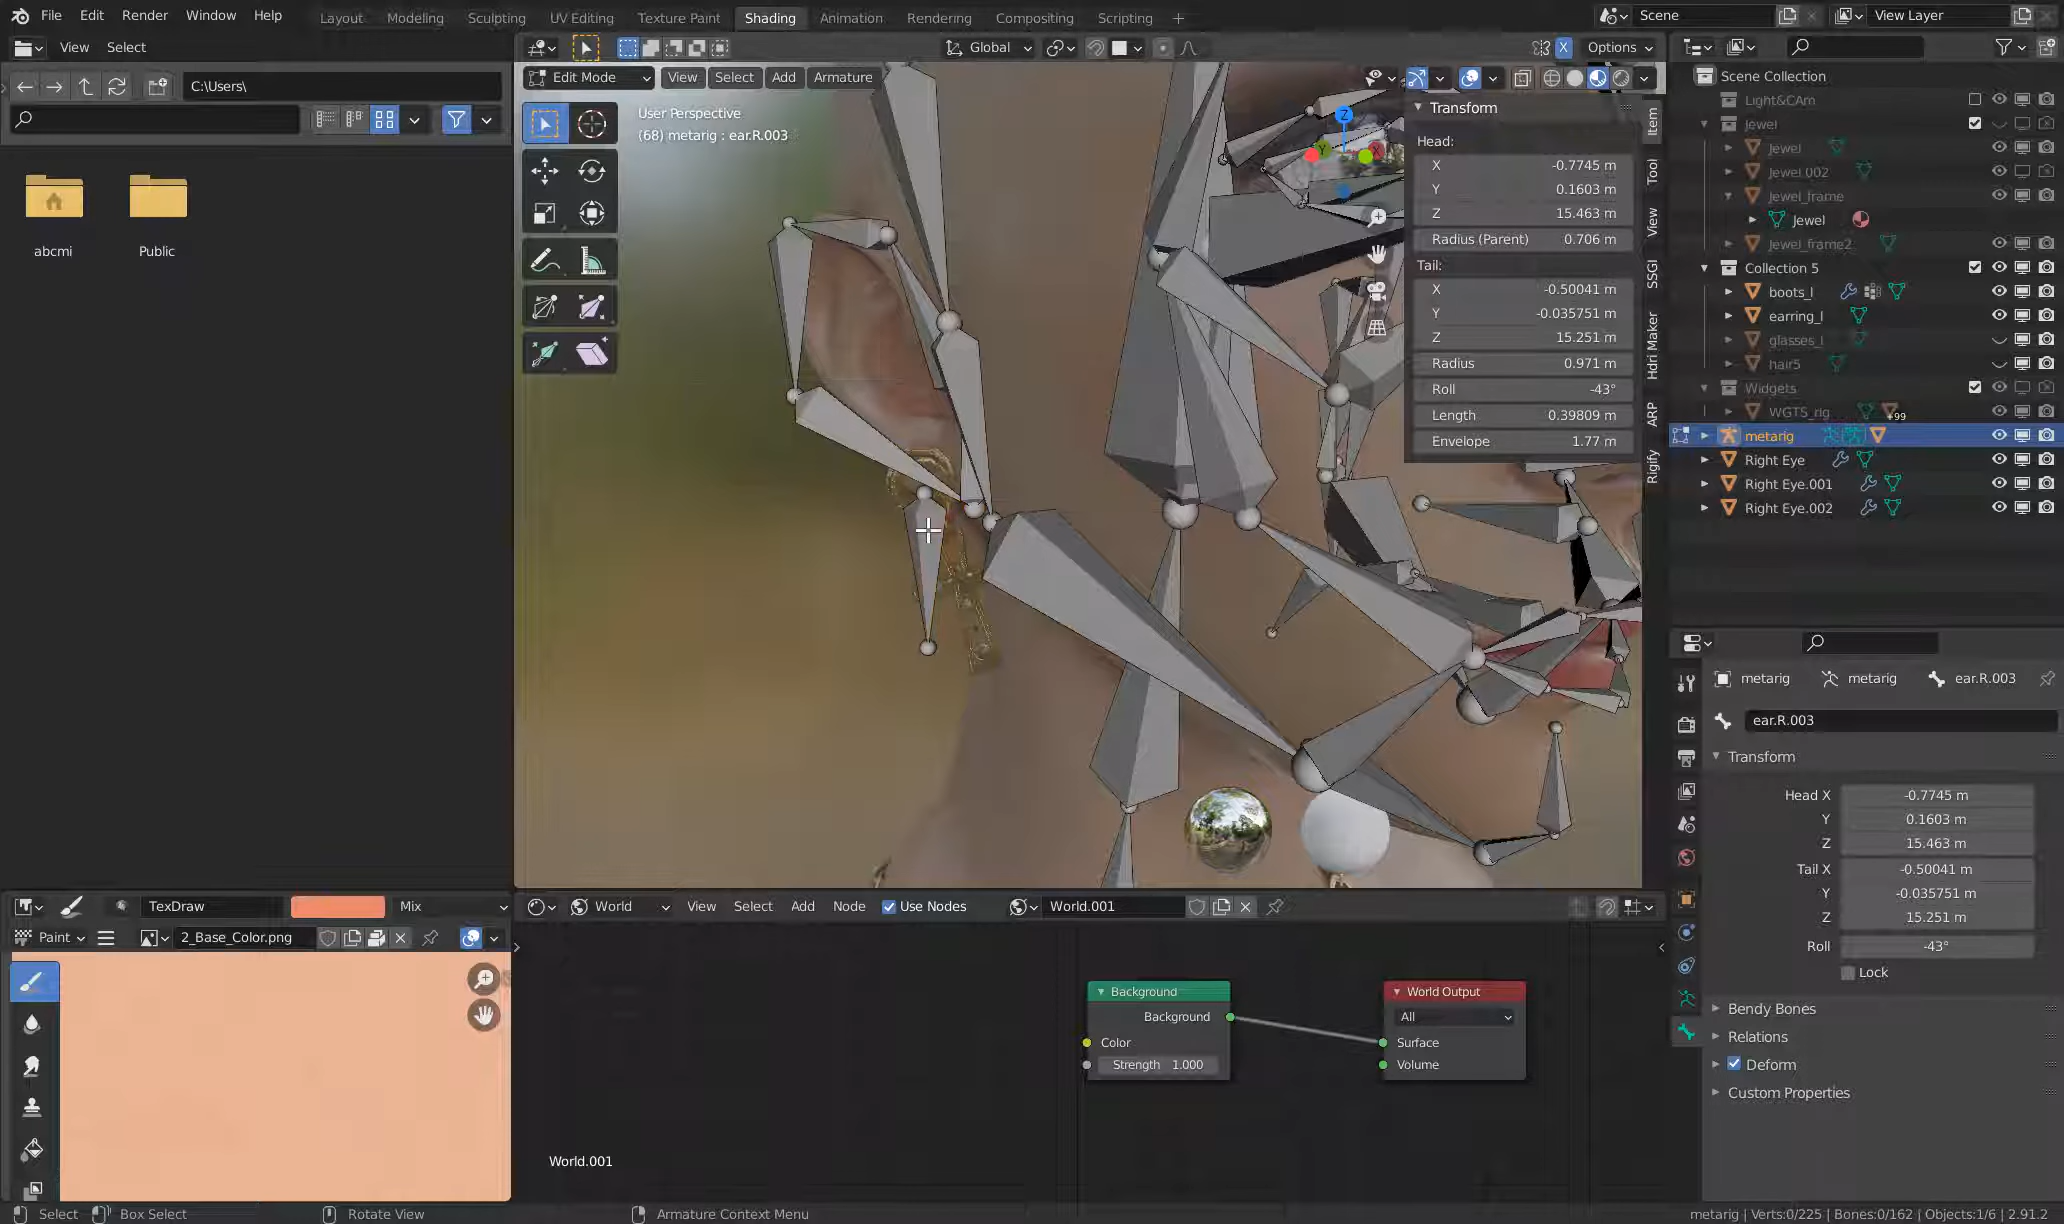 File Edit Render Window Help
Layout Modeling Sculpting UV Editing Texture Paint Shading Animation Rendering Compositing Scripting +
Scene
View Layer
View Select
C:\Users\
abcmi
Public
Global
X
Options
Edit Mode View Select Add Armature
User Perspective
(68) metarig : ear.R.003
Z
Y
X
Transform
Head:
X -0.7745 m
Y 0.1603 m
Z 15.463 m
Radius (Parent) 0.706 m
Tail:
X -0.50041 m
Y -0.035751 m
Z 15.251 m
Radius 0.971 m
Roll -43°
Length 0.39809 m
Envelope 1.77 m
Item
Tool
View
SSGI
Hdri Maker
ARP
Rigify
Scene Collection
Light&CAm
Jewel
Jewel
Jewel.002
Jewel_frame
Jewel
Jewel_frame2
Collection 5
boots_l
earring_l
glasses_l
hair5
Widgets
WGTS_rig
+99
metarig
Right Eye
Right Eye.001
Right Eye.002
metarig
metarig
ear.R.003
ear.R.003
Transform
Head X -0.7745 m
Y 0.1603 m
Z 15.463 m
Tail X -0.50041 m
Y -0.035751 m
Z 15.251 m
Roll -43°
Lock
Bendy Bones
Relations
Deform
Custom Properties
TexDraw
Mix
Paint
2_Base_Color.png
World View Select Add Node Use Nodes
World.001
Background
Background
Color
Strength 1.000
World Output
All
Surface
Volume
World.001
Select
Box Select
Rotate View
Armature Context Menu
metarig | Verts:0/225 | Bones:0/162 | Objects:1/6 | 2.91.2